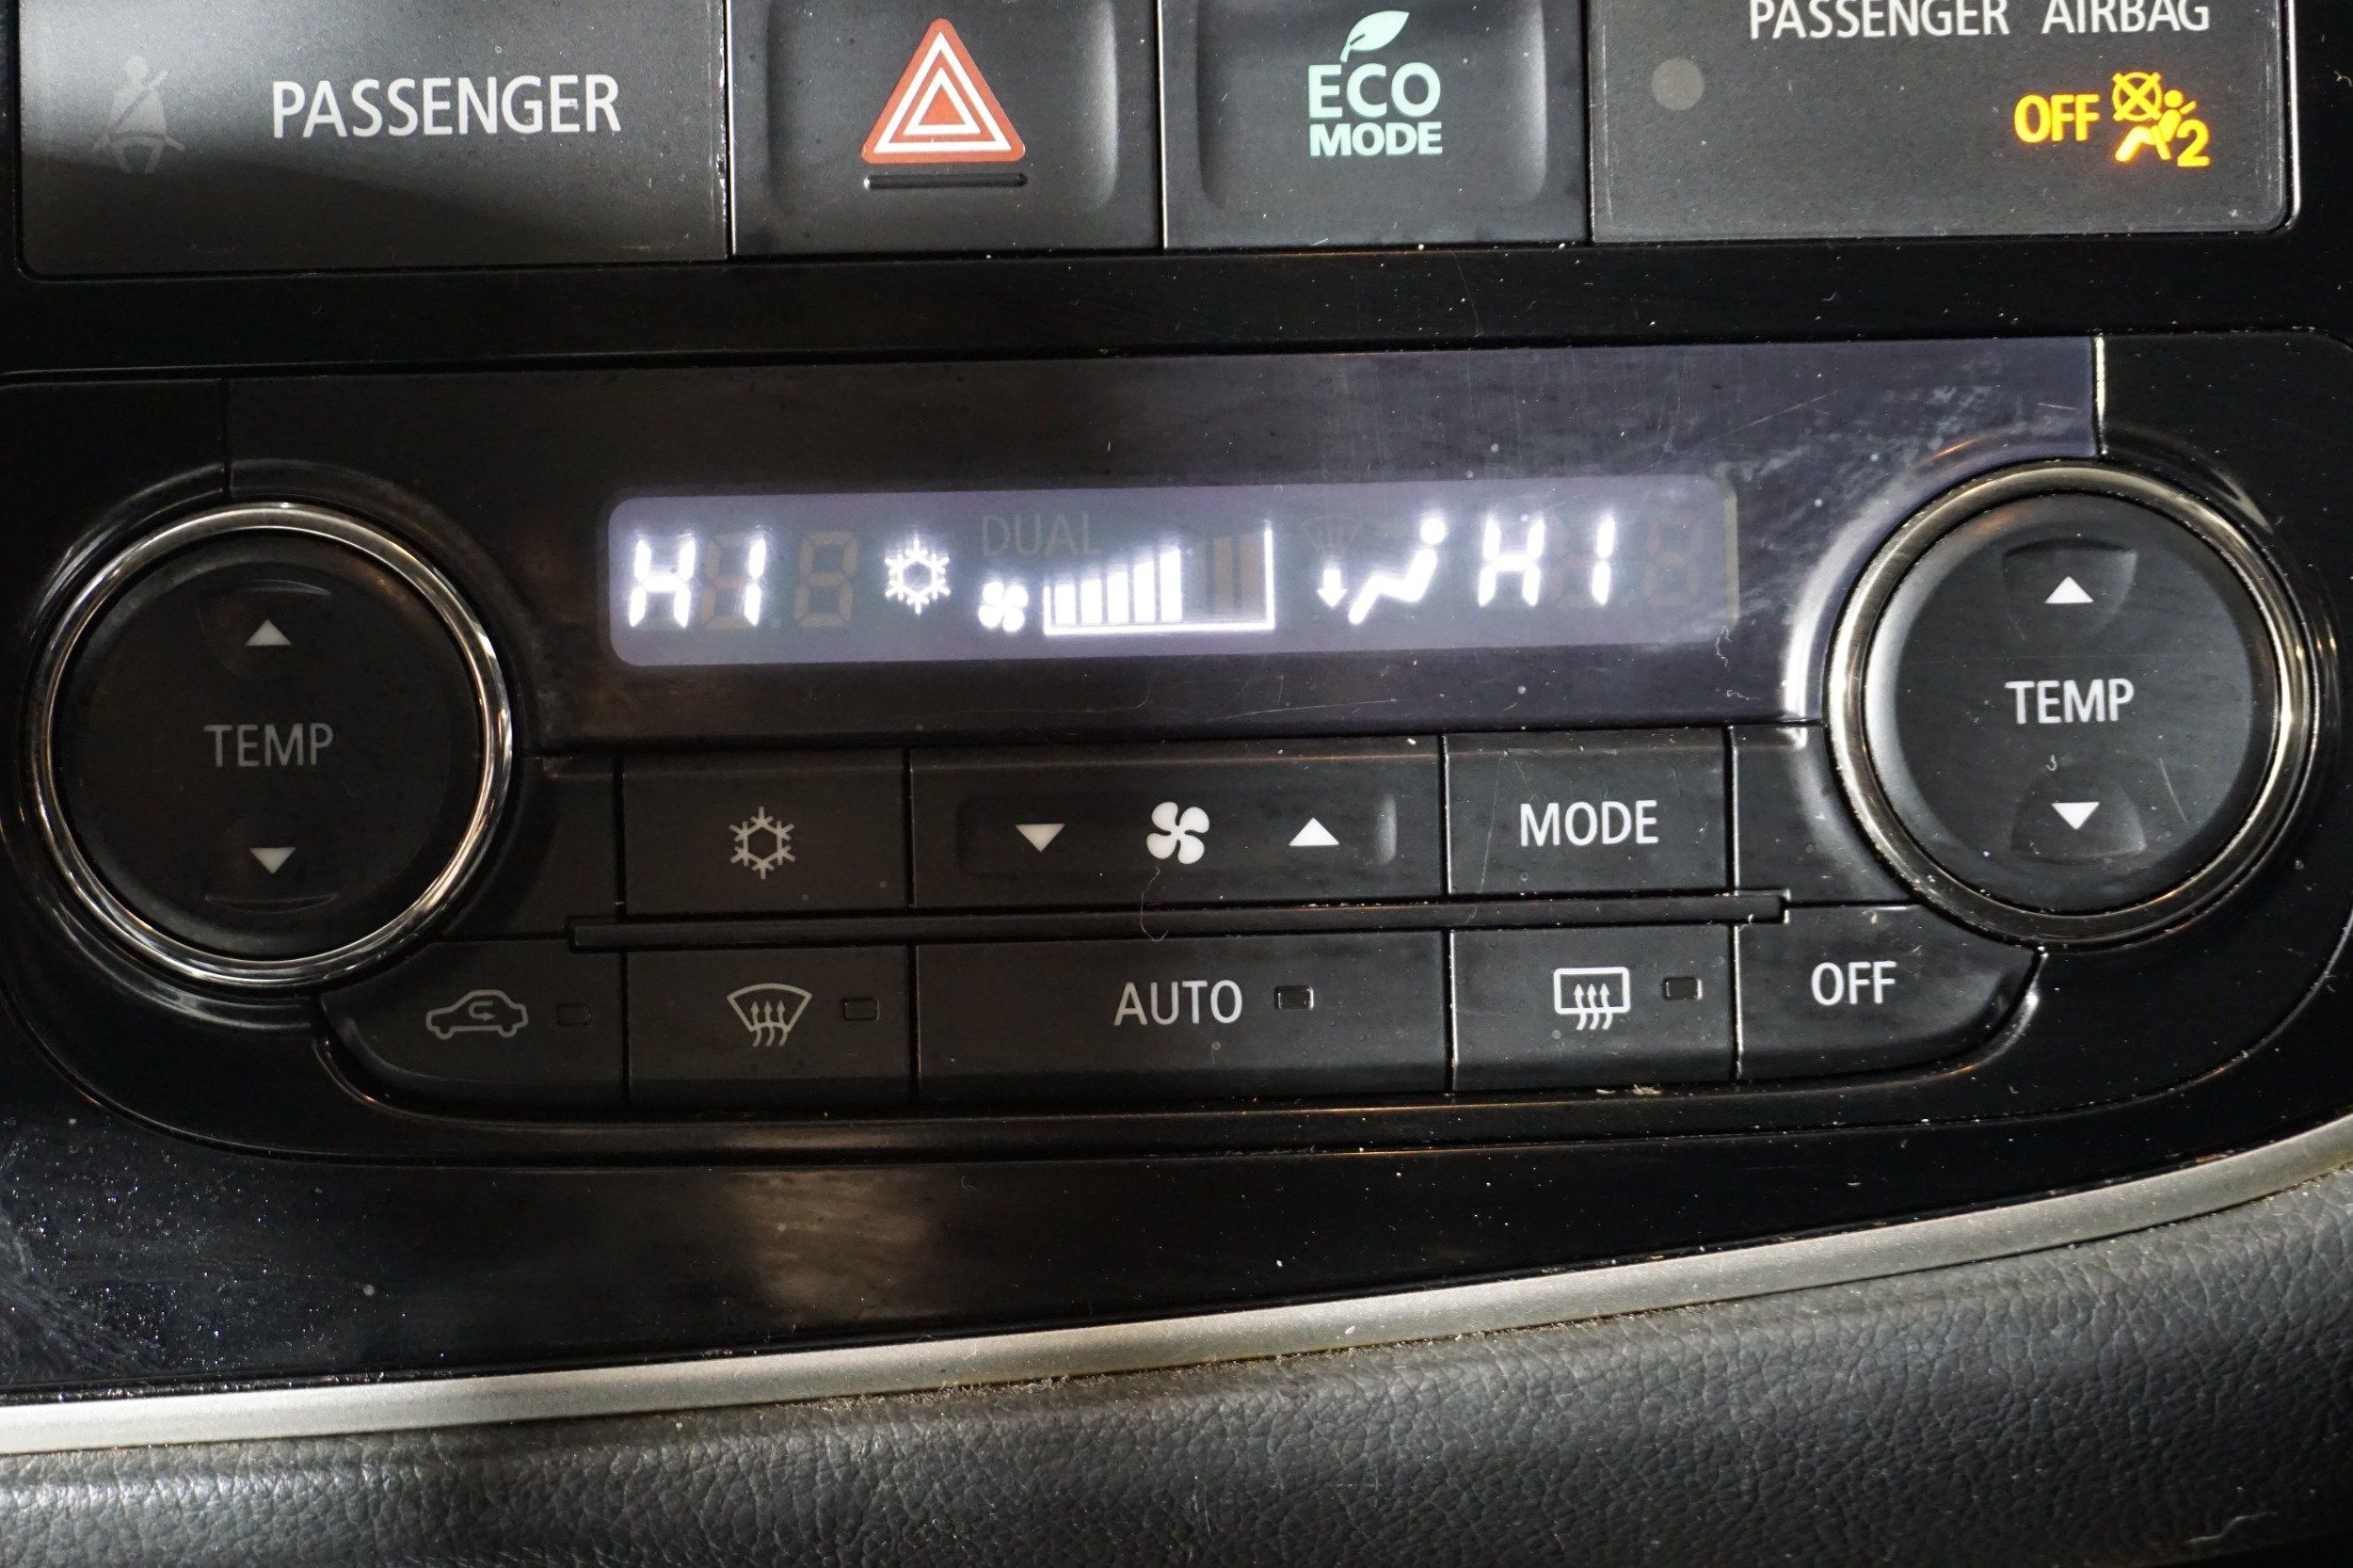 PASSENGER
ECO
MODE
PASSENGER AIRBAG
OFF 2
HI DUAL HI
TEMP
TEMP
MODE
AUTO
OFF